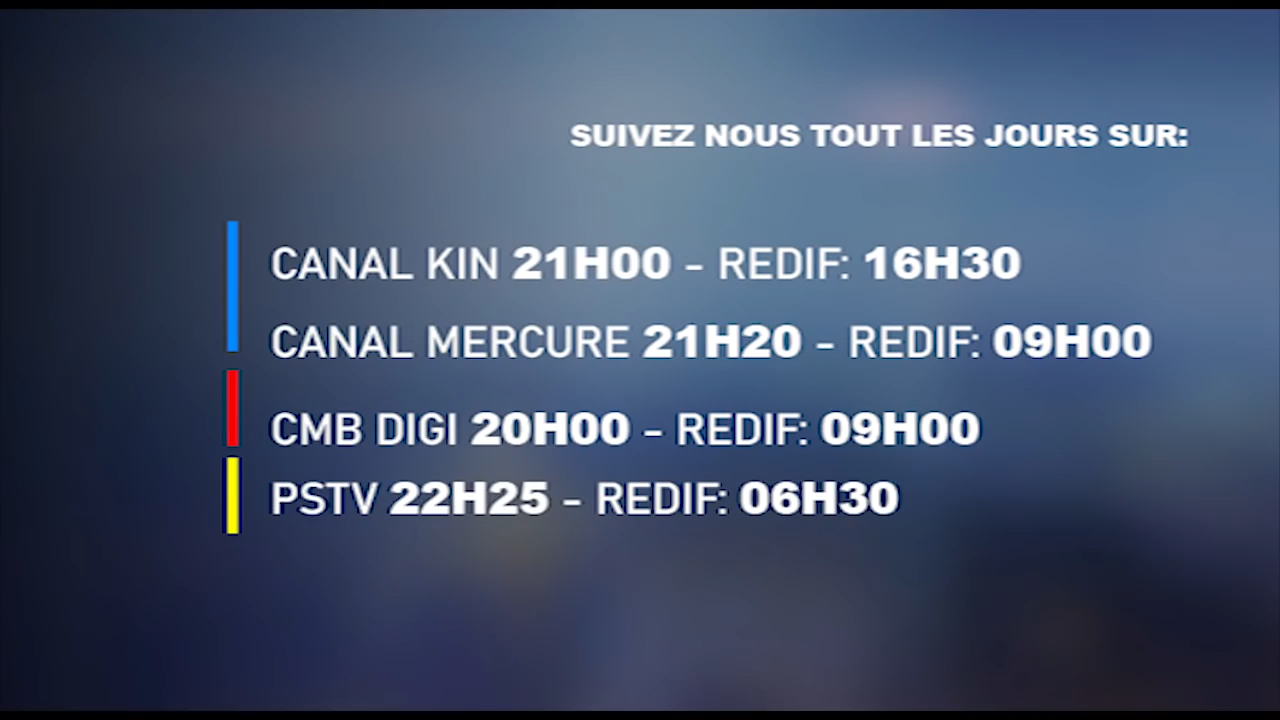 SUIVEZ NOUS TOUT LES JOURS SUR:
CANAL KIN 21H00 - REDIF: 16H30
CANAL MERCURE 21H20 - REDIF: 09H00
CMB DIGI 20H00 - REDIF: 09H00
PSTV 22H25 - REDIF: 06H30